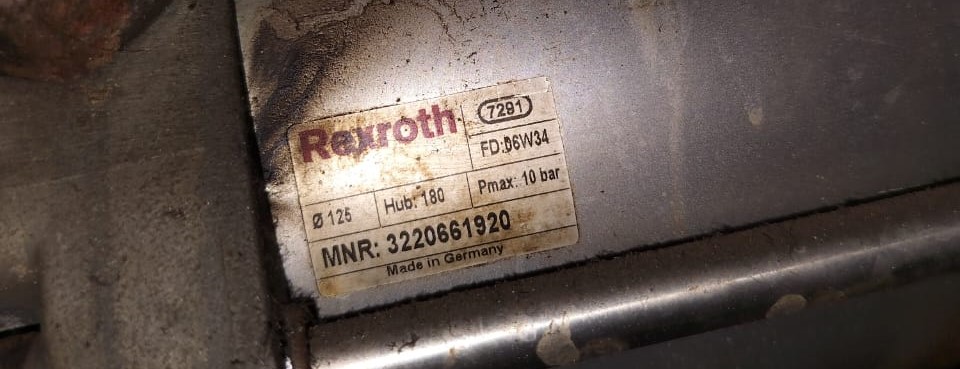 Rexroth
7291
FD:06W34
Ø 125
Hub: 180
Pmax: 10 bar
MNR: 3220661920
Made in Germany